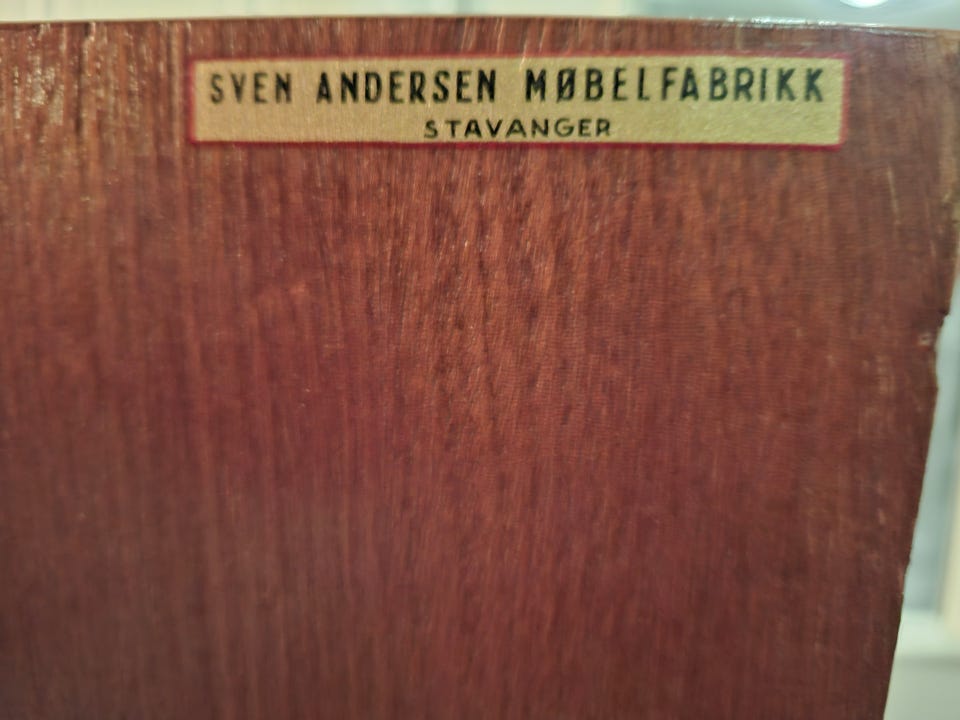 SVEN ANDERSEN MØBELFABRIKK
STAVANGER